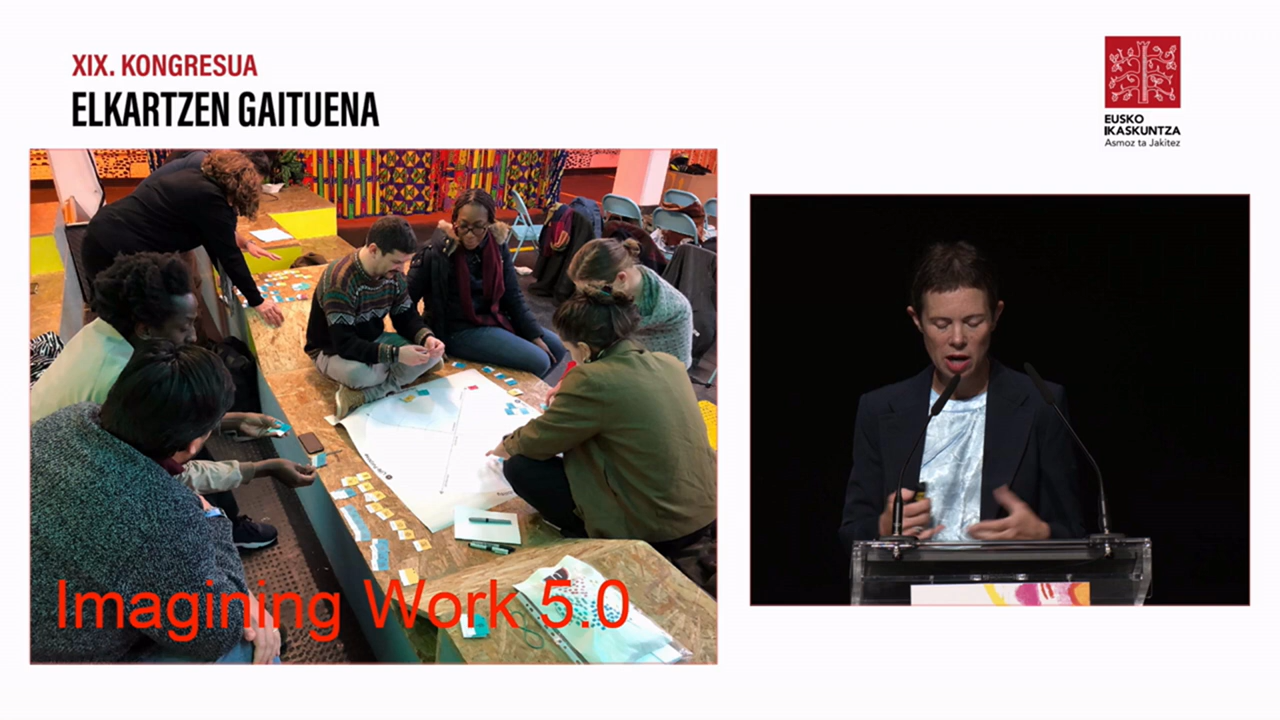 XIX. KONGRESUA
ELKARTZEN GAITUENA
EUSKO
IKASKUNTZA
Asmoz ta Jakitez
Imagining Work 5.0